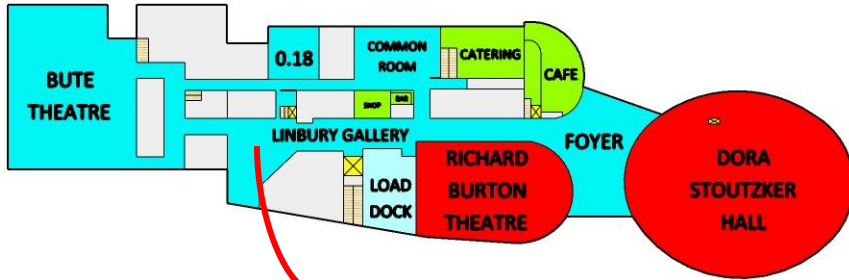 BUTE
THEATRE
0.18
COMMON
ROOM
CATERING
CAFE
SHOP
BAR
LINBURY GALLERY
FOYER
LOAD
DOCK
RICHARD
BURTON
THEATRE
DORA
STOUTZKER
HALL